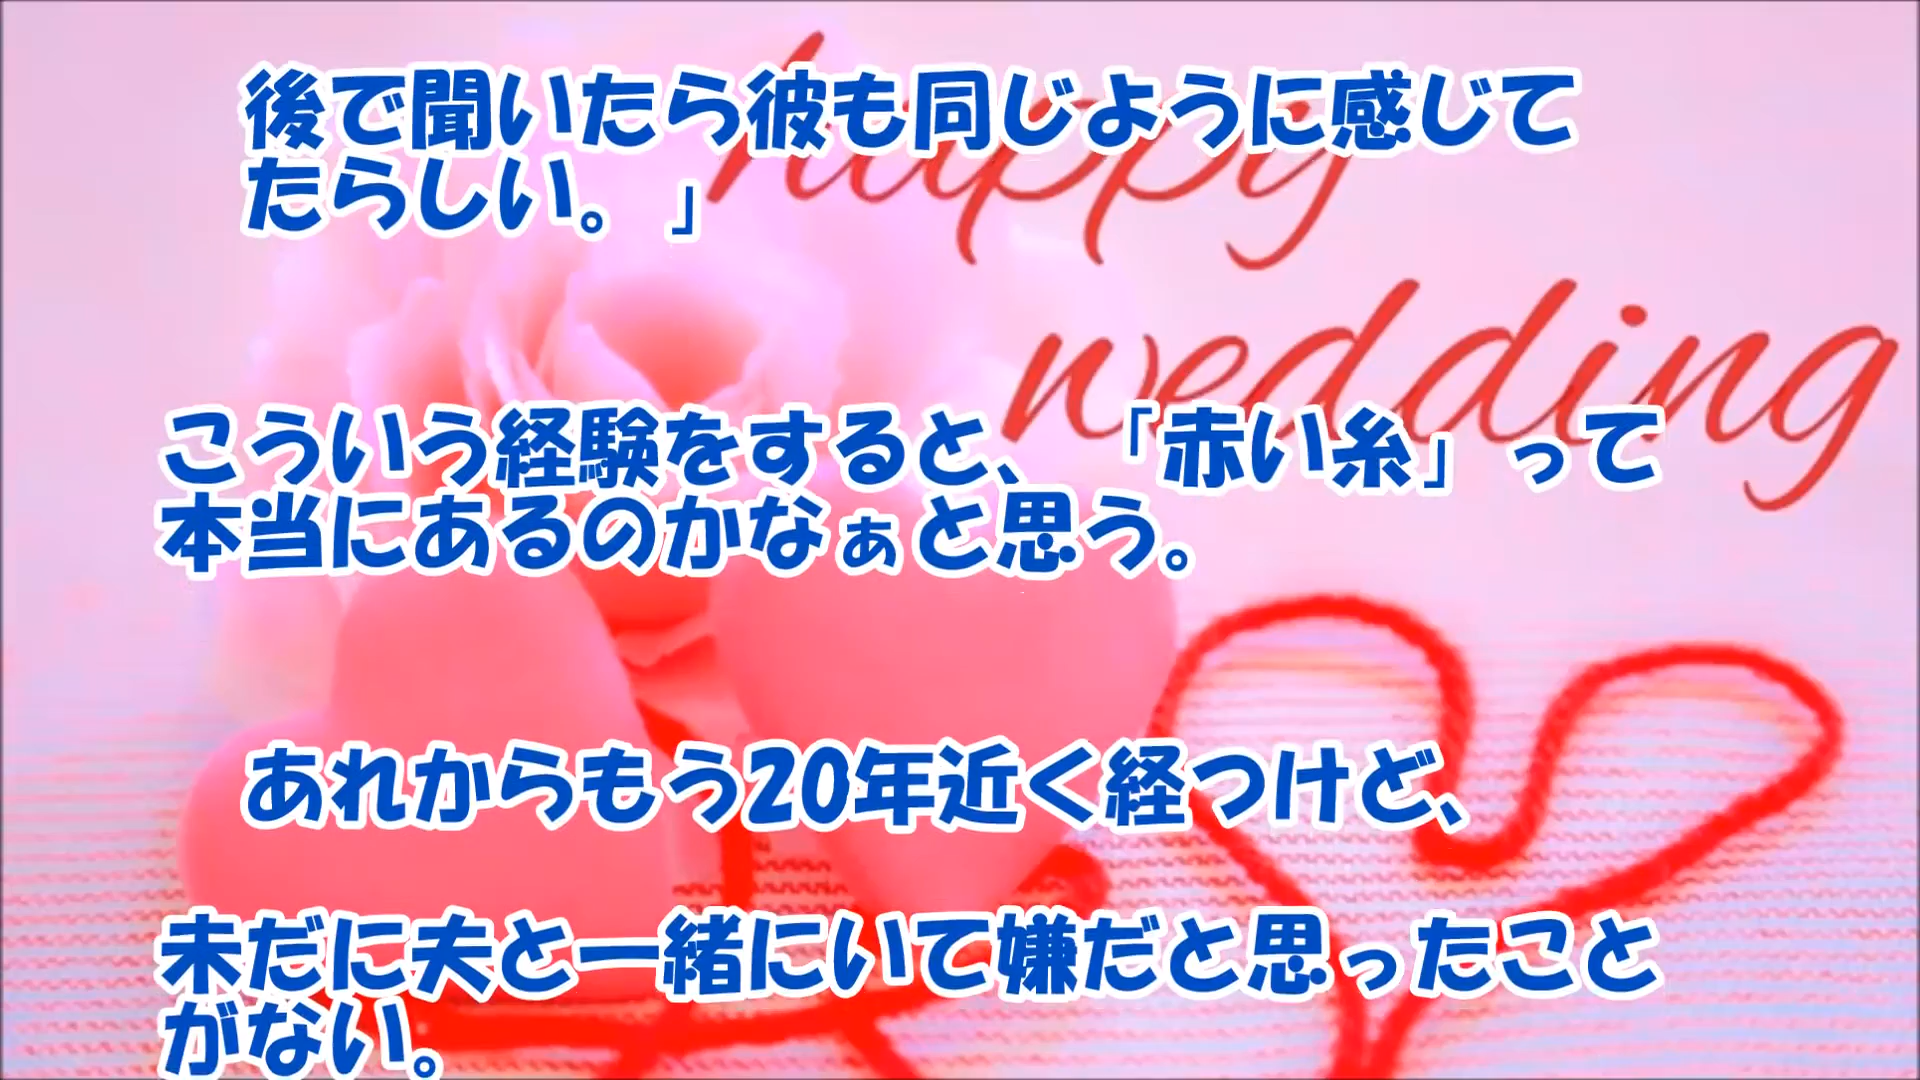 後で聞いたら彼も同じように感じて
たらしい。」
happy
wedding
こういう経験をすると、「赤い糸」って
本当にあるのかなぁと思う。
あれからもう20年近く経つけど、
未だに夫と一緒にいて嫌だと思ったこと
がない。